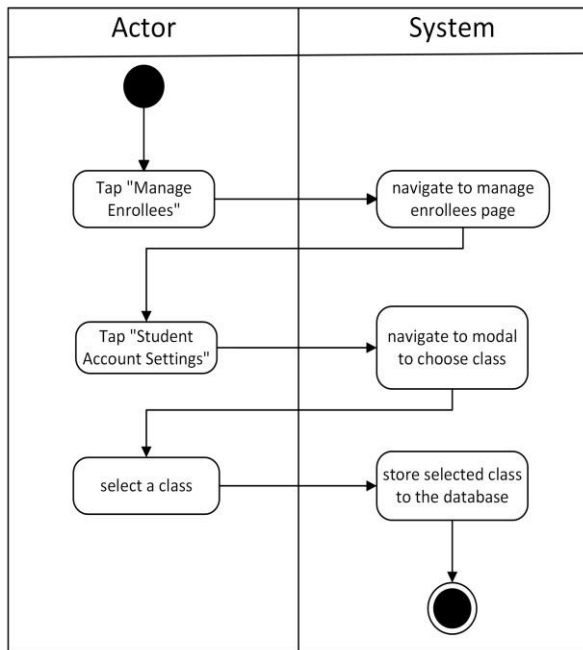 Actor
System
Tap "Manage
Enrollees"
navigate to manage
enrollees page
Tap "Student
Account Settings"
navigate to modal
to choose class
select a class
store selected class
to the database